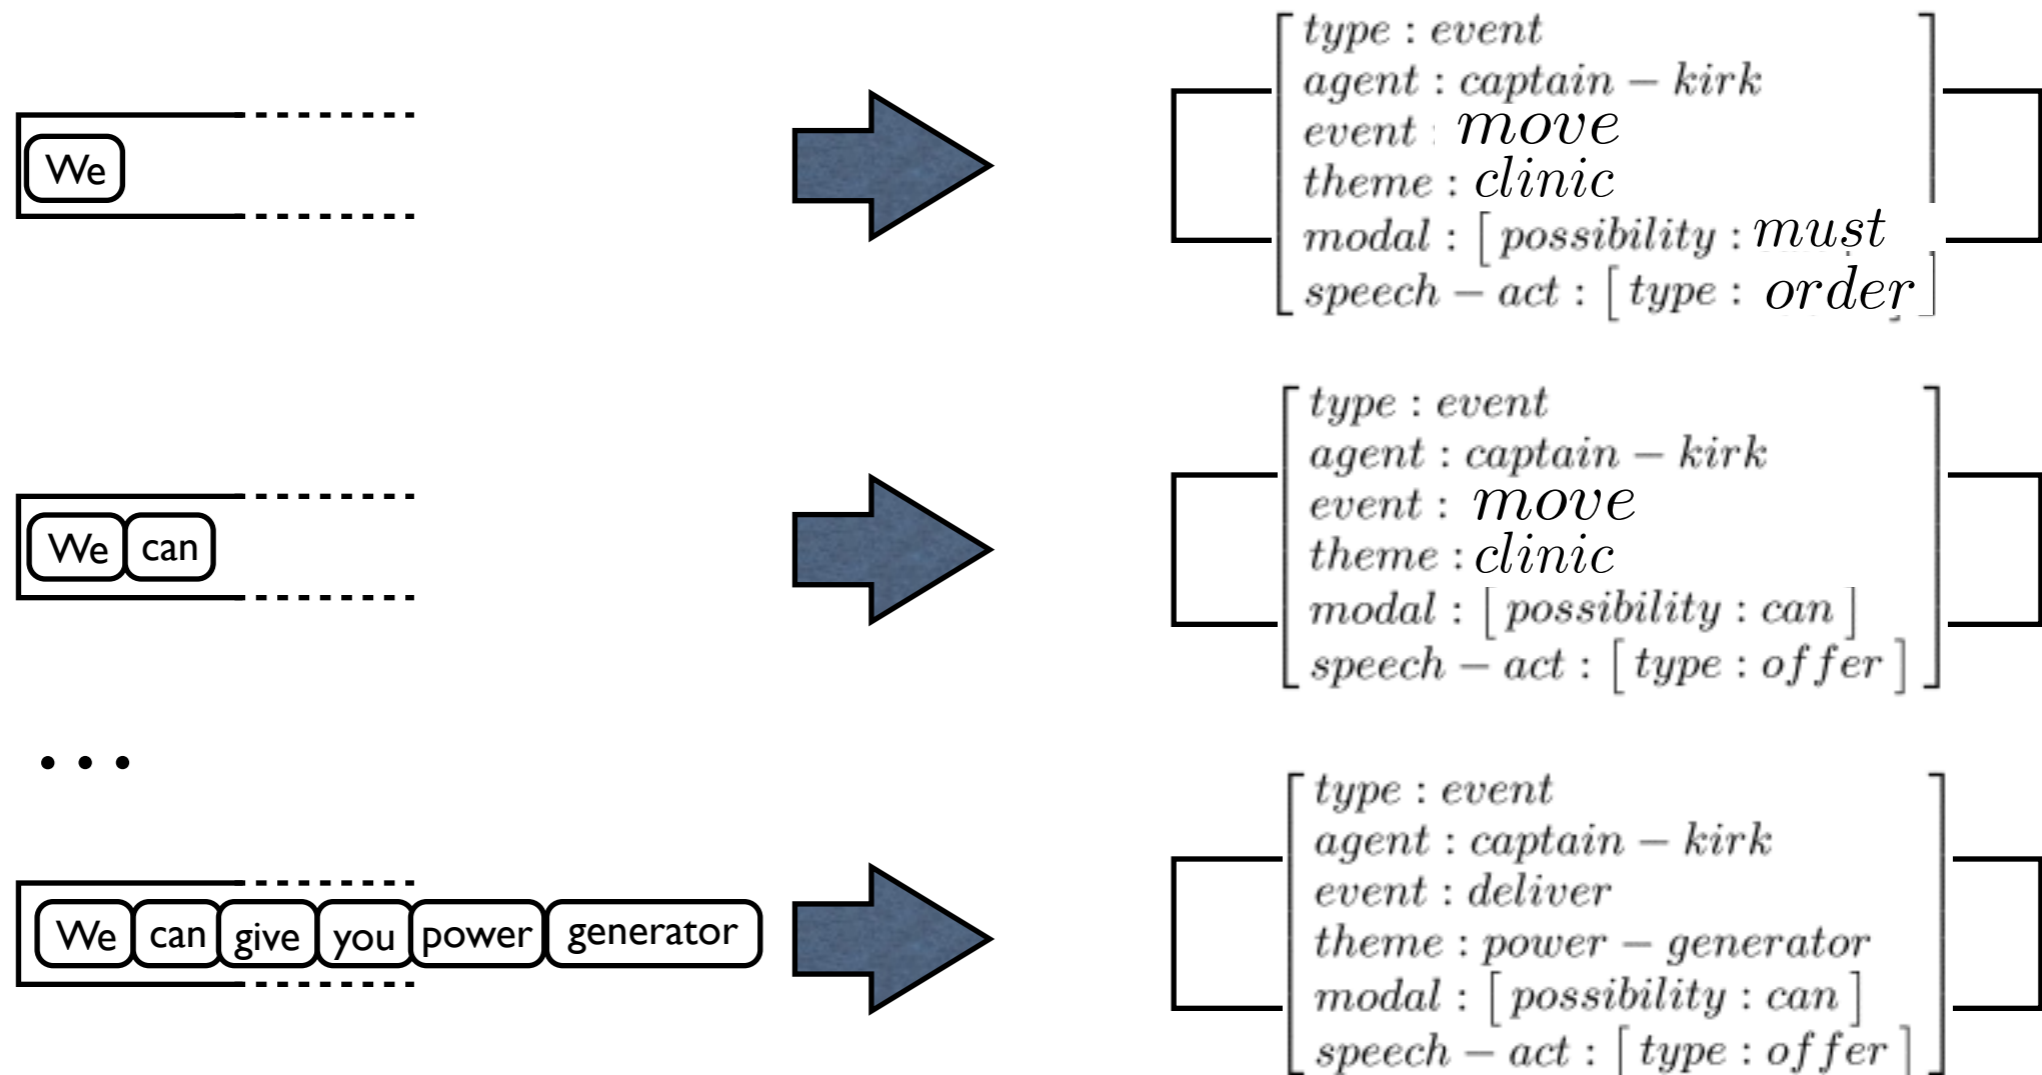 We
type : event
agent : captain − kirk
event : move
theme : clinic
modal : [ possibility : must
speech − act : [ type : order ]
We can
type : event
agent : captain − kirk
event : move
theme : clinic
modal : [ possibility : can ]
speech − act : [ type : offer ]
...
We can give you power generator
type : event
agent : captain − kirk
event : deliver
theme : power − generator
modal : [ possibility : can ]
speech − act : [ type : offer ]